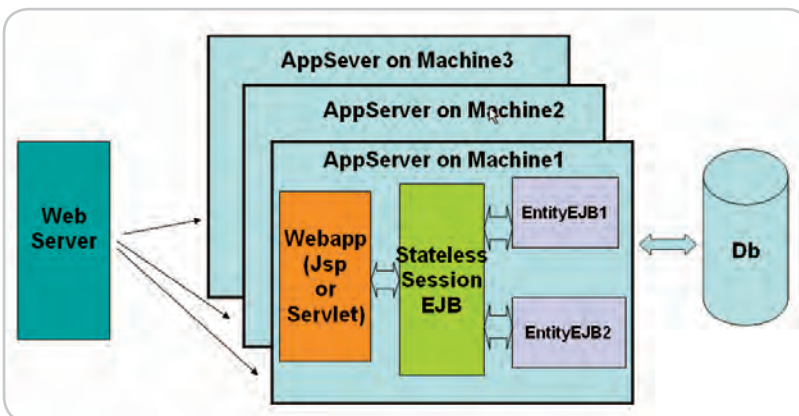 AppSever on Machine3
AppServer on Machine2
AppServer on Machine1
Web
Server
Webapp
(Jsp
or
Servlet)
Stateless
Session
EJB
EntityEJB1
EntityEJB2
Db